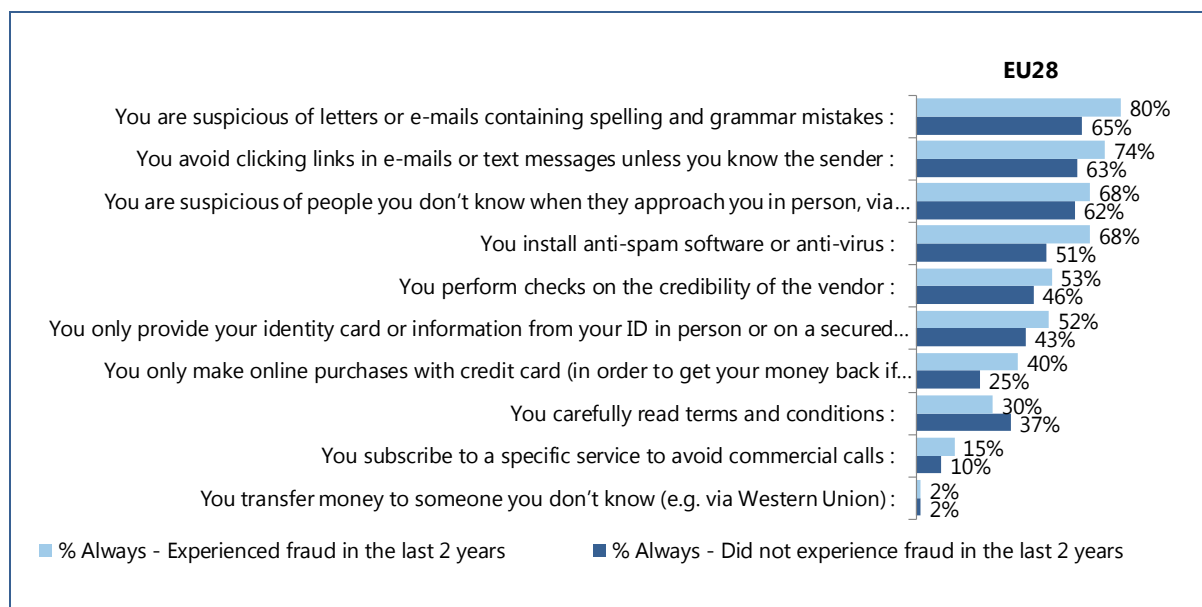 EU28
You are suspicious of letters or e-mails containing spelling and grammar mistakes :
80%
65%
You avoid clicking links in e-mails or text messages unless you know the sender :
74%
63%
You are suspicious of people you don’t know when they approach you in person, via...
68%
62%
You install anti-spam software or anti-virus :
68%
51%
You perform checks on the credibility of the vendor :
53%
46%
You only provide your identity card or information from your ID in person or on a secured...
52%
43%
You only make online purchases with credit card (in order to get your money back if...
40%
25%
You carefully read terms and conditions :
30%
37%
You subscribe to a specific service to avoid commercial calls :
15%
10%
You transfer money to someone you don’t know (e.g. via Western Union) :
2%
2%
% Always - Experienced fraud in the last 2 years
% Always - Did not experience fraud in the last 2 years